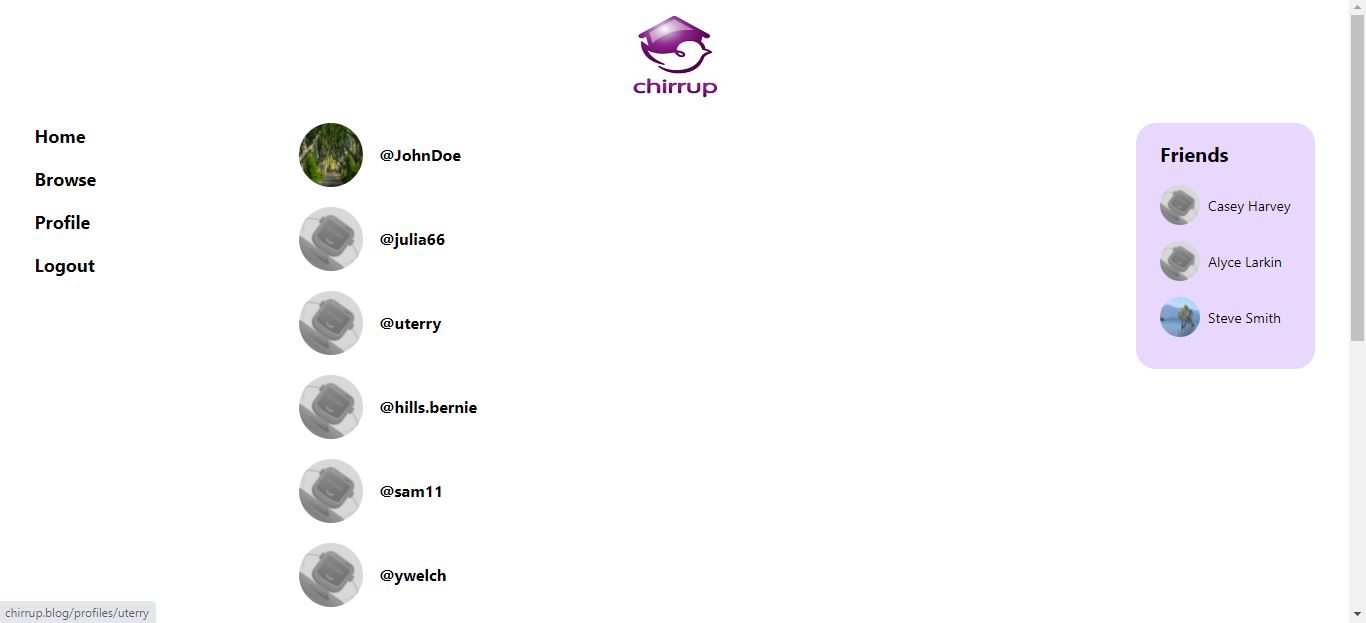 chirrup
Home
Browse
Profile
Logout
@JohnDoe
@julia66
@uterry
@hills.bernie
@sam11
@ywelch
Friends
Casey Harvey
Alyce Larkin
Steve Smith
chirrup.blog/profiles/uterry